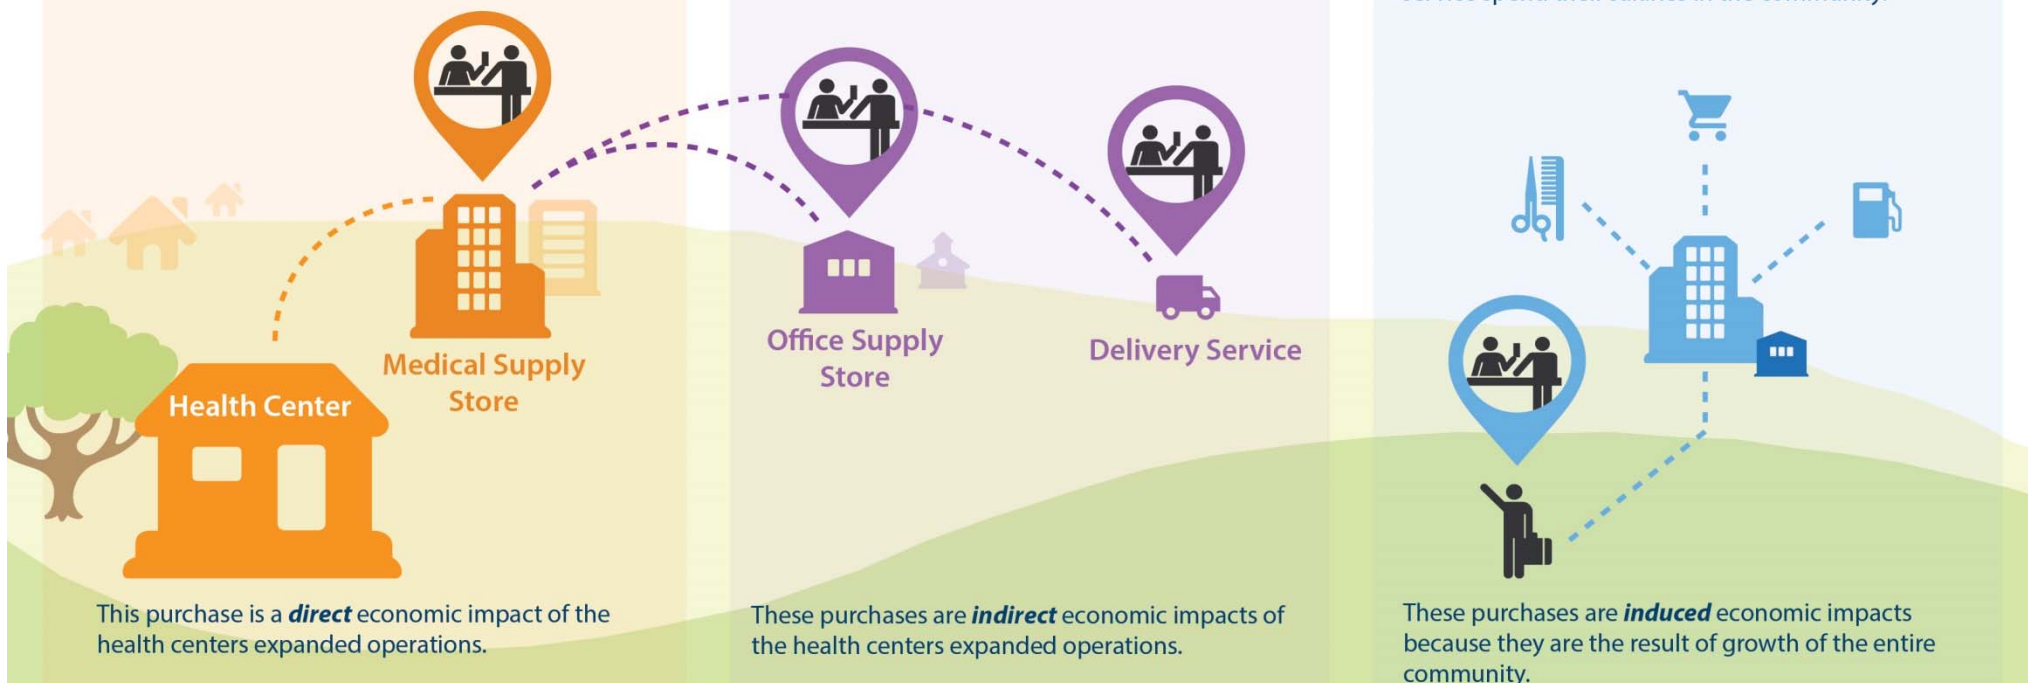 Health Center
Medical Supply
Store
This purchase is a direct economic impact of the
health centers expanded operations.
Office Supply
Store
Delivery Service
These purchases are indirect economic impacts of
the health centers expanded operations.
These purchases are induced economic impacts
because they are the result of growth of the entire
community.